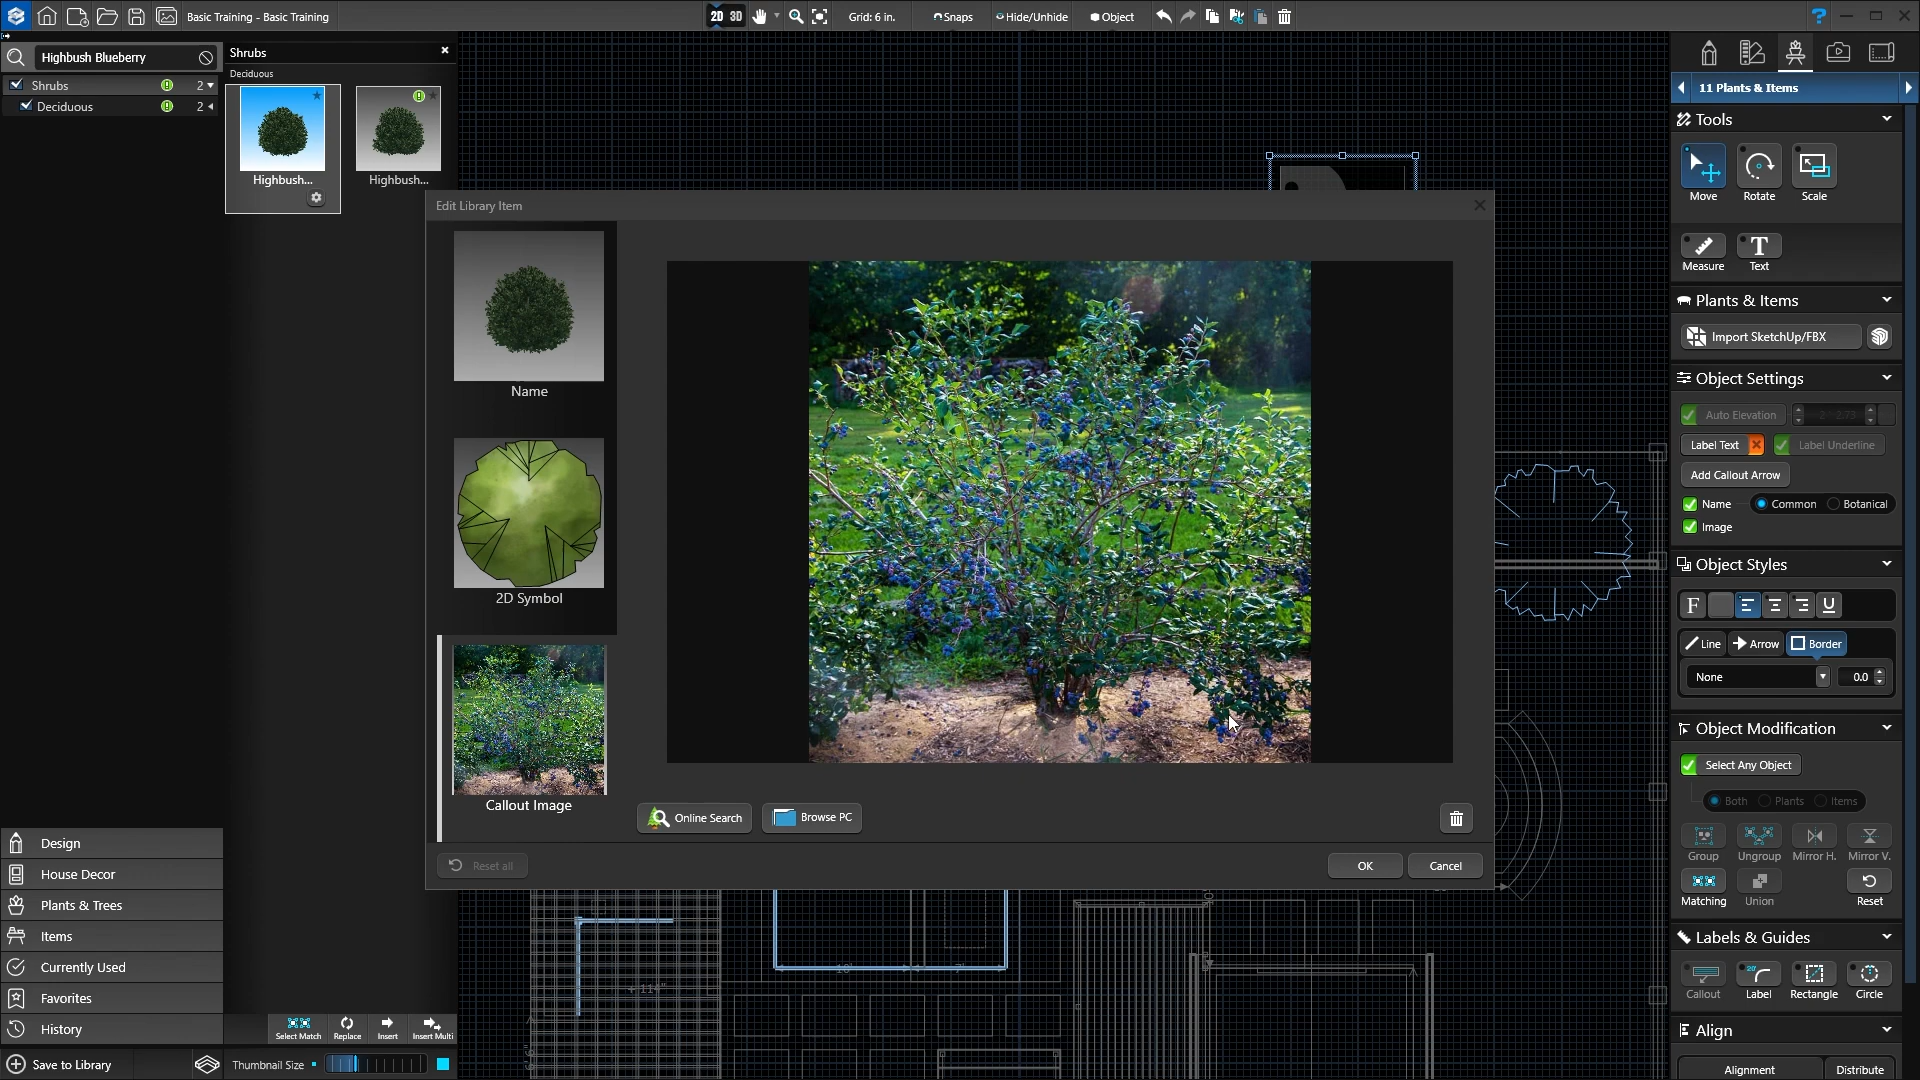 Basic Training - Basic Training
2D 3D
Grid: 6 in.
Snaps
Hide/Unhide
Object
?
Highbush Blueberry
Shrubs
2
Deciduous
2
Shrubs
Deciduous
Highbush...
Highbush...
Edit Library Item
Name
2D Symbol
Callout Image
Online Search
Browse PC
Reset all
OK
Cancel
11 Plants & Items
Tools
Move
Rotate
Scale
Measure
Text
Plants & Items
Import SketchUp/FBX
Object Settings
Auto Elevation
Label Text
Label Underline
Add Callout Arrow
Name
Common
Botanical
Image
Object Styles
F
U
Line
Arrow
Border
None
0.0
Object Modification
Select Any Object
Both
Plants
Items
Group
Ungroup
Mirror H.
Mirror V.
Matching
Union
Reset
Labels & Guides
Callout
Label
Rectangle
Circle
Align
Alignment
Distribute
Design
House Decor
Plants & Trees
Items
Currently Used
Favorites
History
Select Match
Replace
Insert
Insert Multi
Save to Library
Thumbnail Size